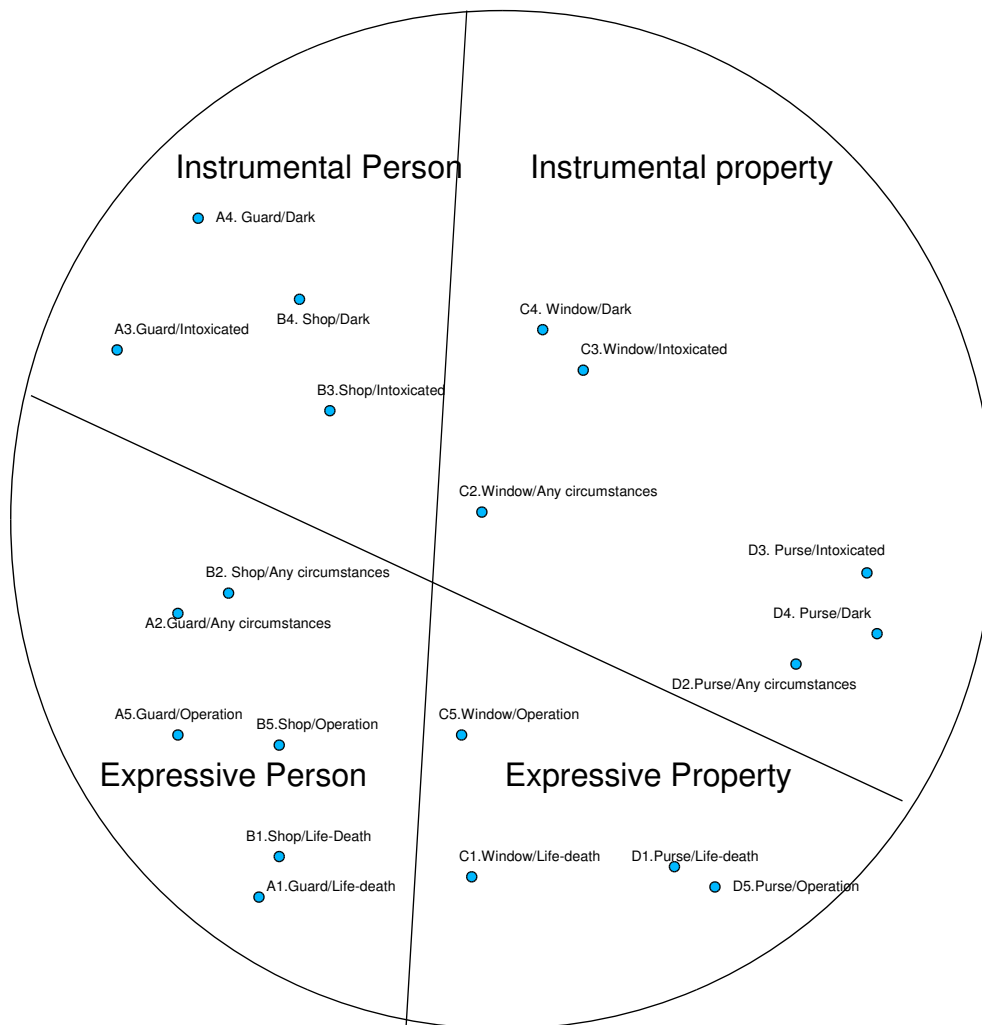 Instrumental Person
Instrumental property
A4. Guard/Dark
B4. Shop/Dark
C4. Window/Dark
A3.Guard/Intoxicated
C3.Window/Intoxicated
B3.Shop/Intoxicated
C2.Window/Any circumstances
D3. Purse/Intoxicated
B2. Shop/Any circumstances
D4. Purse/Dark
A2.Guard/Any circumstances
D2.Purse/Any circumstances
A5.Guard/Operation
B5.Shop/Operation
C5.Window/Operation
Expressive Person
Expressive Property
B1.Shop/Life-Death
C1.Window/Life-death
D1.Purse/Life-death
A1.Guard/Life-death
D5.Purse/Operation